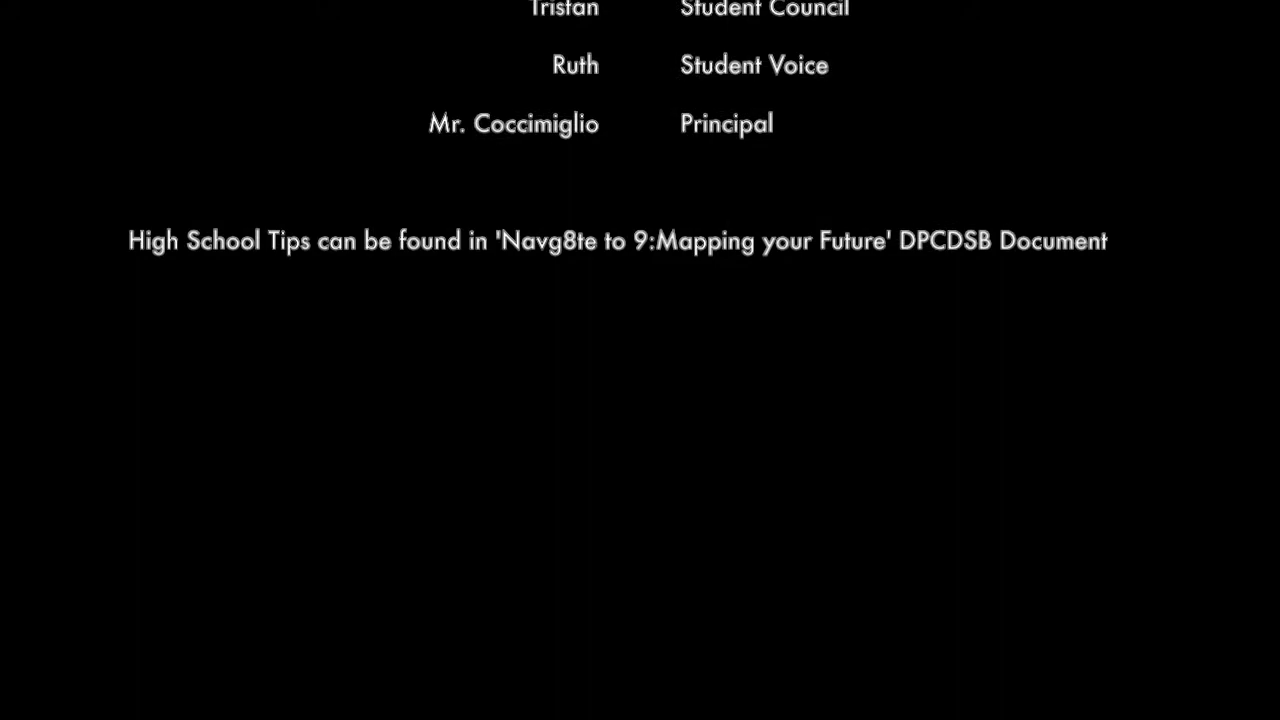 Tristan Student Council
Ruth Student Voice
Mr. Coccimiglio Principal
High School Tips can be found in 'Navg8te to 9:Mapping your Future' DPCDSB Document